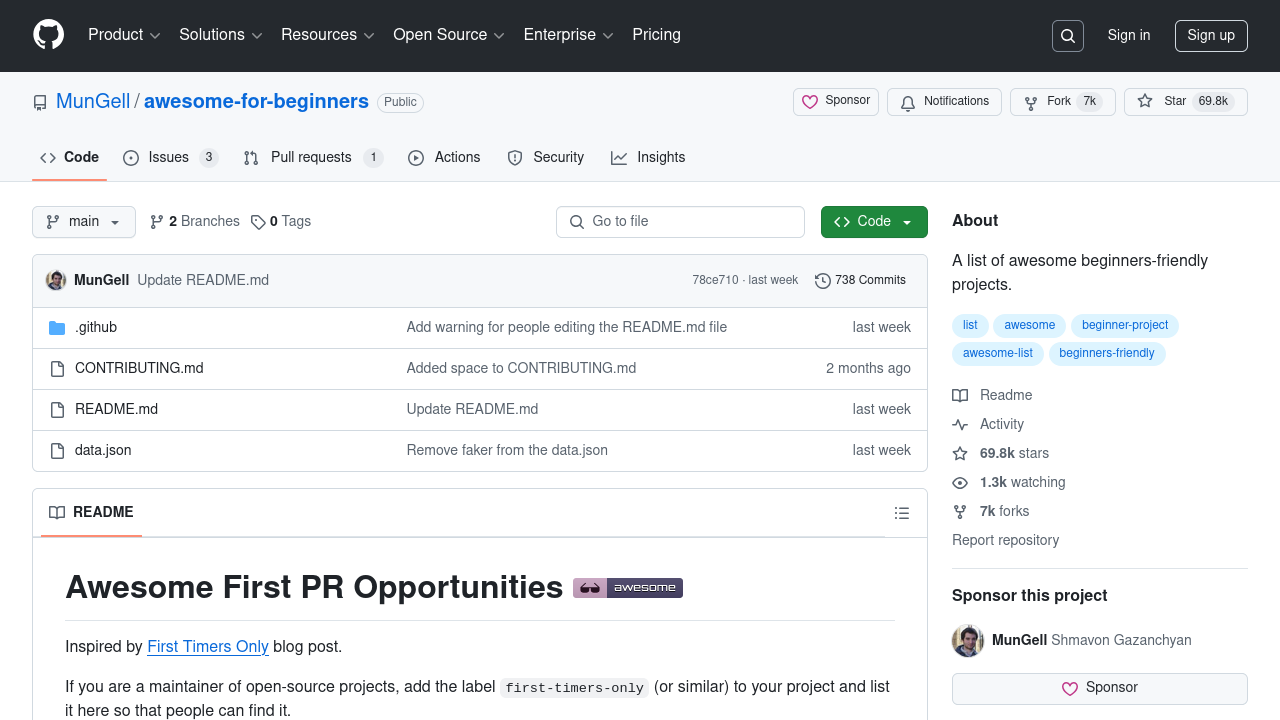 Product Solutions Resources Open Source Enterprise Pricing Sign in Sign up
MunGell / awesome-for-beginners Public Sponsor Notifications Fork 7k Star 69.8k
Code Issues 3 Pull requests 1 Actions Security Insights
main 2 Branches 0 Tags Go to file Code
MunGell Update README.md 78ce710 · last week 738 Commits
.github Add warning for people editing the README.md file last week
CONTRIBUTING.md Added space to CONTRIBUTING.md 2 months ago
README.md Update README.md last week
data.json Remove faker from the data.json last week
README
Awesome First PR Opportunities awesome
Inspired by First Timers Only blog post.
If you are a maintainer of open-source projects, add the label first-timers-only (or similar) to your project and list
it here so that people can find it.
About
A list of awesome beginners-friendly
projects.
list awesome beginner-project
awesome-list beginners-friendly
Readme
Activity
69.8k stars
1.3k watching
7k forks
Report repository
Sponsor this project
MunGell Shmavon Gazanchyan
Sponsor